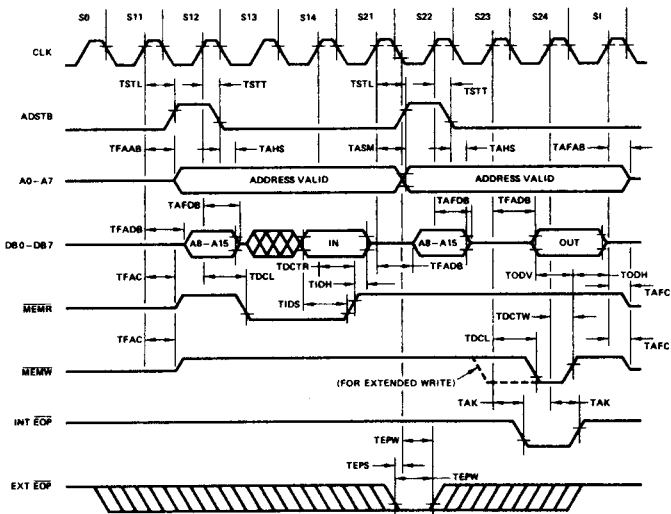 S0 S11 S12 S13 S14 S21 S22 S23 S24 S1
CLK
TSTL TSTT TSTL TSTT
ADSTB
TFAAB TAHS TASM TAHS TAFAB
A0–A7 ADDRESS VALID ADDRESS VALID
TAFDB TAFDB TFADB
TFADB
DB0–DB7 A8–A15 IN A8–A15 OUT
TDCTR TFADB TODV TODH
TFAC TDCL TIDH TAFC
TIDS TDCTW
MEMR
TFAC TDCL TAFC
MEMW
(FOR EXTENDED WRITE)
TAK TAK
INT EOP
TEPW
TEPS TEPW
EXT EOP